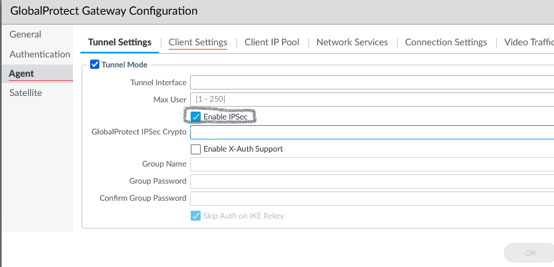 GlobalProtect Gateway Configuration
General
Authentication
Agent
Satellite
Tunnel Settings | Client Settings | Client IP Pool | Network Services | Connection Settings | Video Traffic
Tunnel Mode
Tunnel Interface
Max User [1 - 250]
Enable IPSec
GlobalProtect IPSec Crypto
Enable X-Auth Support
Group Name
Group Password
Confirm Group Password
Skip Auth on IKE Rekey
OK